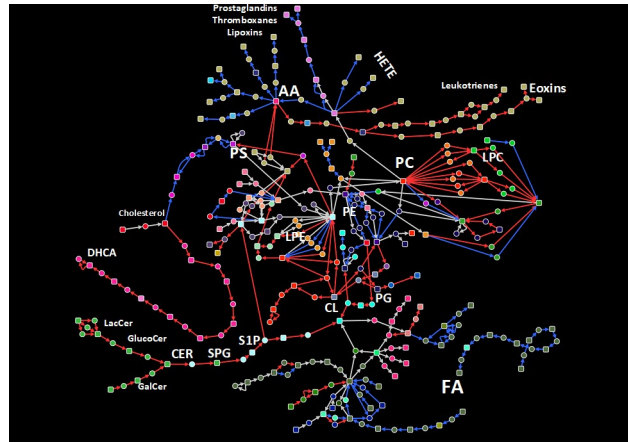 Prostaglandins
Thromboxanes
Lipoxins
HETE
AA
Leukotrienes
Eoxins
PS
PC
LPC
Cholesterol
PE
LPE
DHCA
CL
PG
LacCer
GlucoCer
S1P
CER
SPG
GalCer
FA